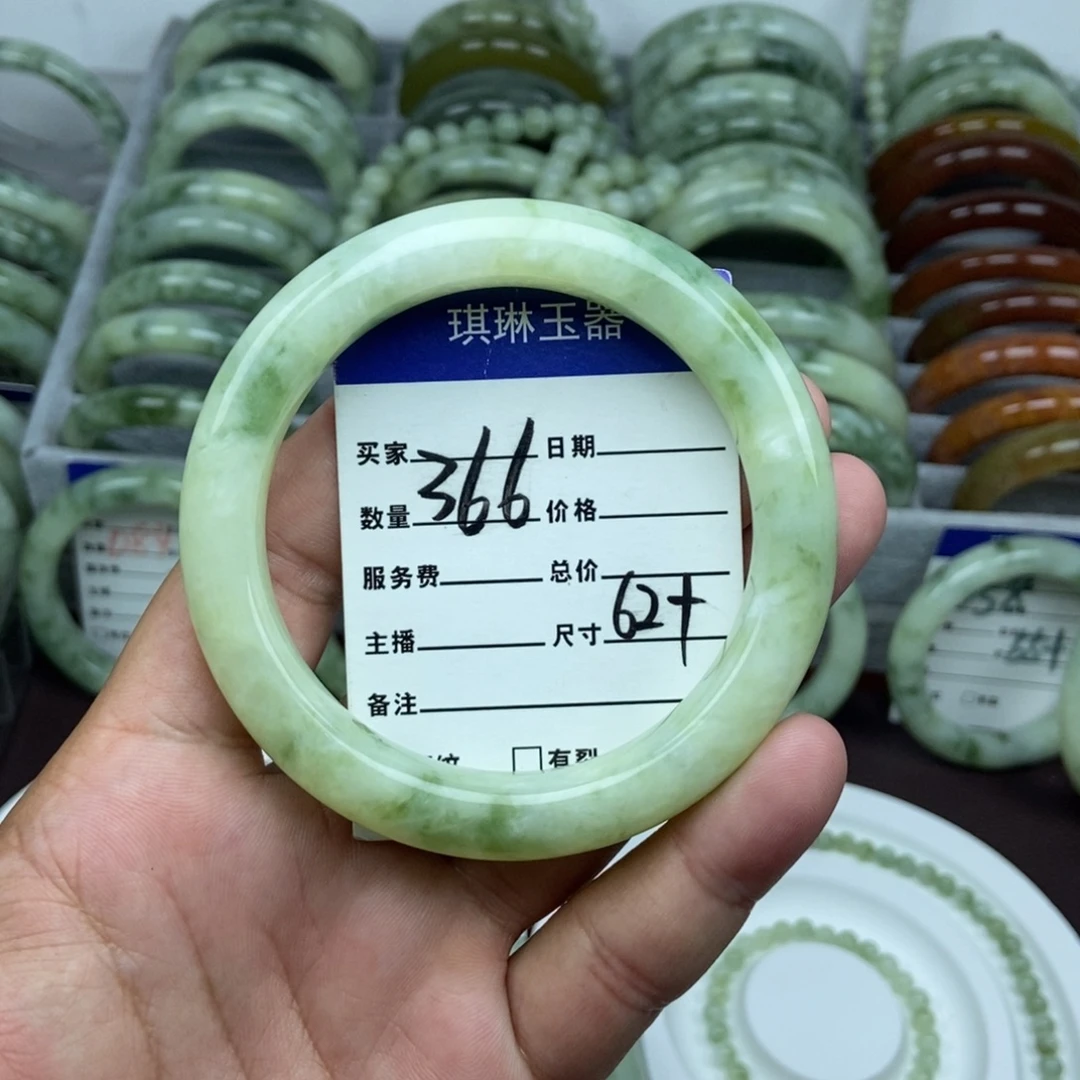 琪琳玉器
买家 366 日期
数量 价格
服务费 总价
主播 尺寸 62+
备注
纹 □有裂